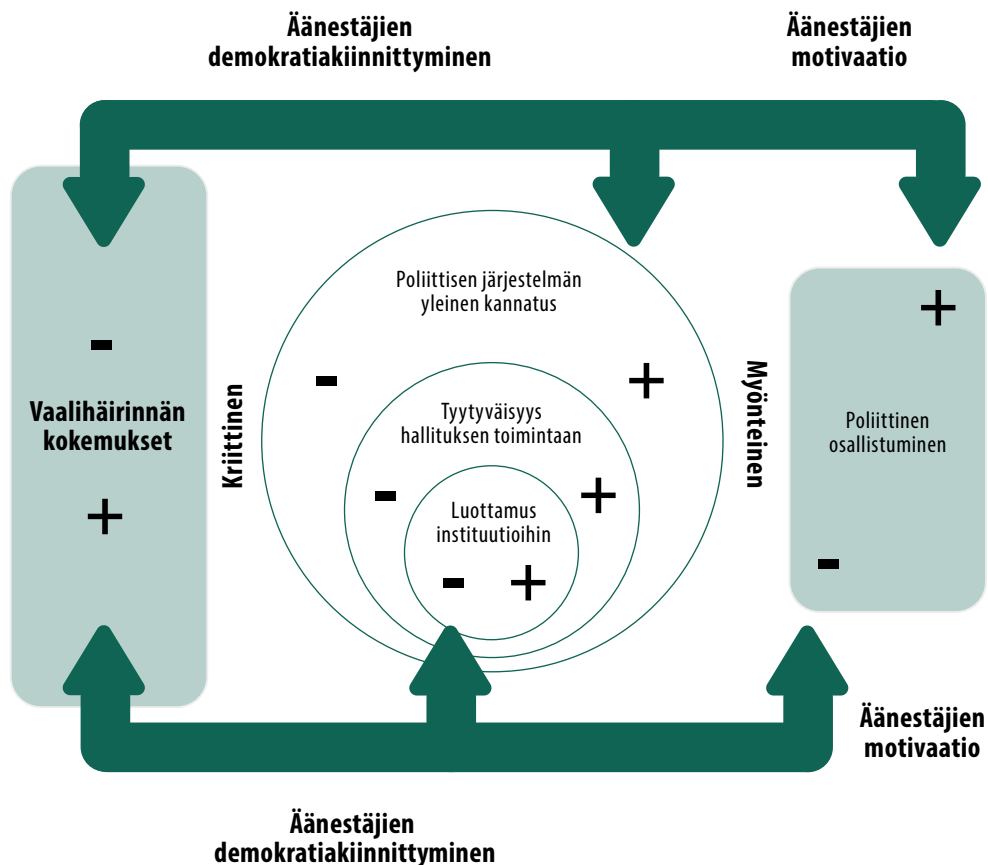 Äänestäjien
demokratiakiinnittyminen
Äänestäjien
motivaatio
Poliittisen järjestelmän
yleinen kannatus
+
-
-
+
Vaalihäirinnän
kokemukset
+
Kriittinen
Myönteinen
Tyytyväisyys
hallituksen toimintaan
-
+
Luottamus
instituutioihin
- +
Poliittinen
osallistuminen
-
Äänestäjien
motivaatio
Äänestäjien
demokratiakiinnittyminen